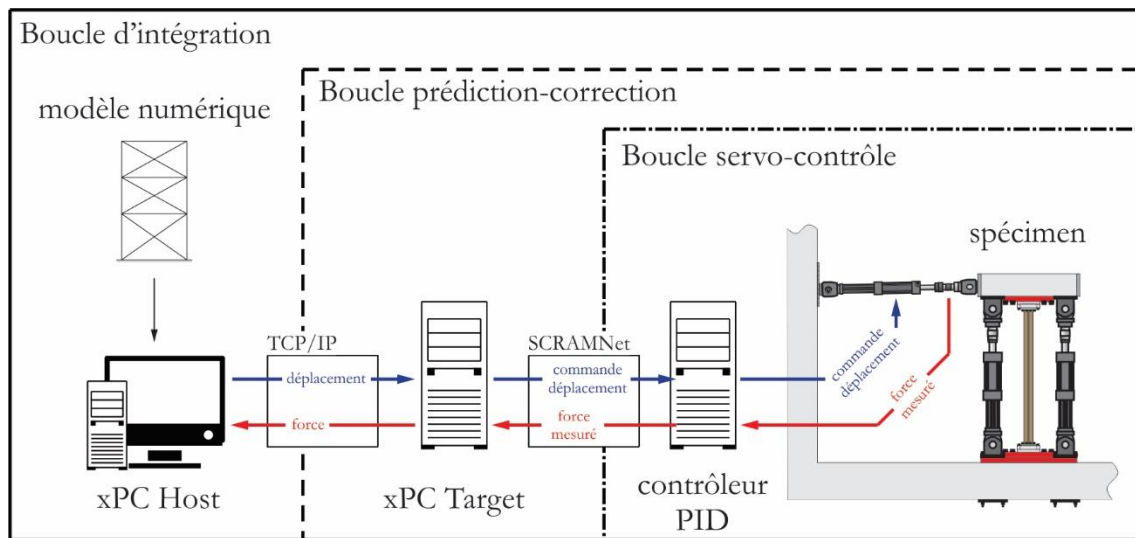 Boucle d'intégration
modèle numérique
Boucle prédiction-correction
Boucle servo-contrôle
spécimen
TCP/IP
déplacement
force
SCRAMNet
commande
déplacement
force
mesuré
commande
déplacement
force
mesuré
xPC Host
xPC Target
contrôleur
PID